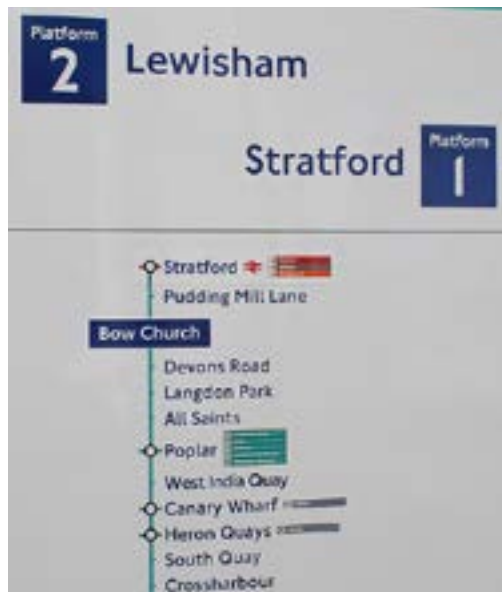 Platform
2
Lewisham
Stratford
Platform
1
Stratford
Pudding Mill Lane
Bow Church
Devons Road
Langdon Park
All Saints
Poplar
West India Quay
Canary Wharf
Heron Quays
South Quay
Crossharbour